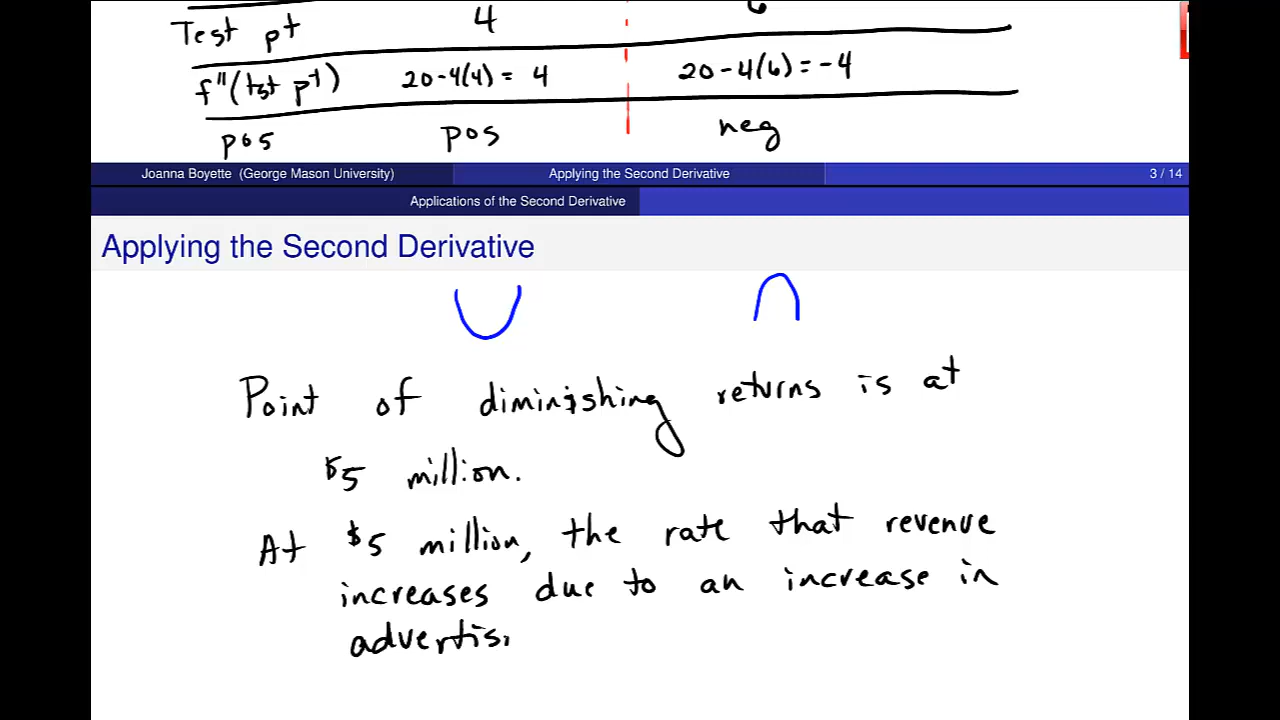 Test pt 4 6
f"(test pt) 20-4(4) = 4 20-4(6) = -4
pos pos neg
Joanna Boyette (George Mason University) Applying the Second Derivative 3 / 14
Applications of the Second Derivative
Applying the Second Derivative
Point of diminishing returns is at
$5 million.
At $5 million, the rate that revenue
increases due to an increase in
advertisi